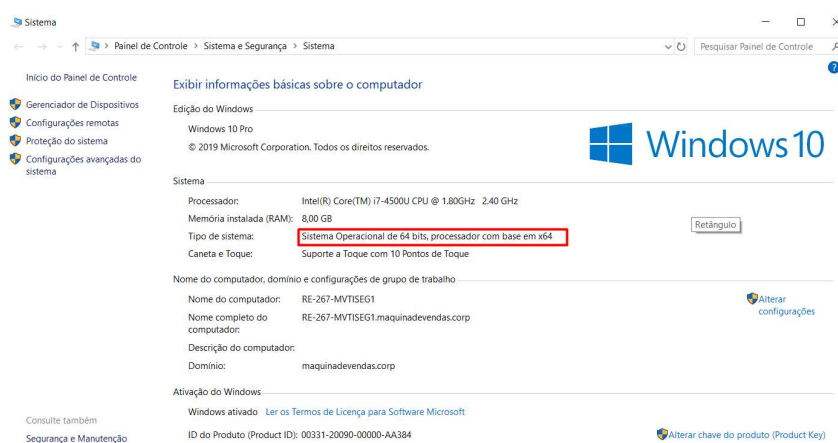 Sistema
Painel de Controle > Sistema e Segurança > Sistema
Pesquisar Painel de Controle
Início do Painel de Controle
Gerenciador de Dispositivos
Configurações remotas
Proteção do sistema
Configurações avançadas do
sistema
Exibir informações básicas sobre o computador
Edição do Windows
Windows 10 Pro
© 2019 Microsoft Corporation. Todos os direitos reservados.
Windows 10
Sistema
Processador: Intel(R) Core(TM) i7-4500U CPU @ 1.80GHz 2.40 GHz
Memória instalada (RAM): 8,00 GB
Tipo de sistema: Sistema Operacional de 64 bits, processador com base em x64
Caneta e Toque: Suporte a Toque com 10 Pontos de Toque
Retângulo
Nome do computador, domínio e configurações de grupo de trabalho
Nome do computador: RE-267-MVTISEG1
Nome completo do
computador: RE-267-MVTISEG1.maquinadevendas.corp
Descrição do computador:
Domínio: maquinadevendas.corp
Alterar
configurações
Ativação do Windows
Windows ativado Ler os Termos de Licença para Software Microsoft
ID do Produto (Product ID): 00331-20090-00000-AA384
Alterar chave do produto (Product Key)
Consulte também
Segurança e Manutenção